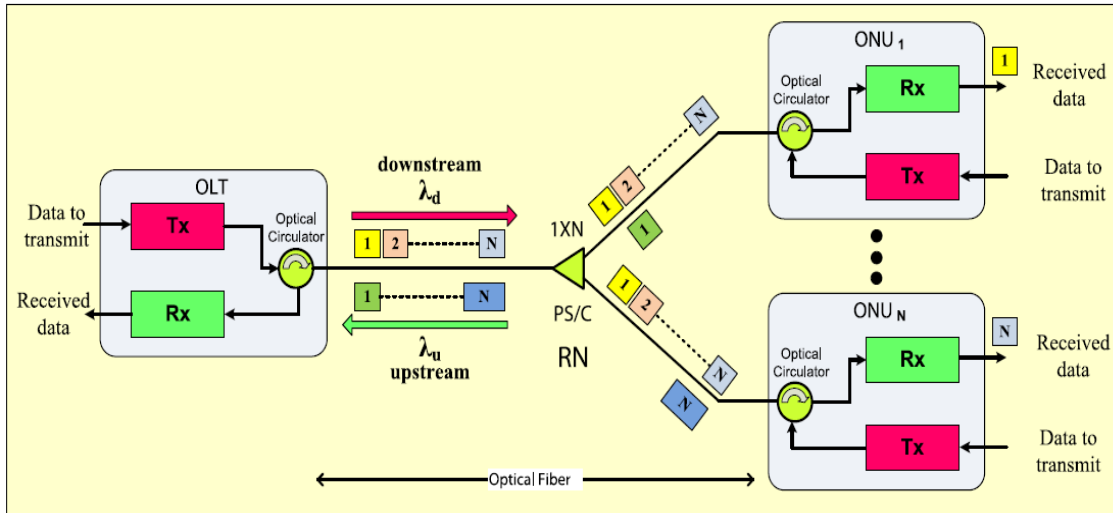 OLT
Data to
transmit
Tx
Optical
Circulator
Received
data
Rx
downstream
λd
1 2 N
1 N
λu
upstream
1XN
PS/C
RN
1 2 N
1
1 2 N
N
Optical Fiber
ONU 1
Optical
Circulator
Rx
Tx
1
Received
data
Data to
transmit
ONU N
Optical
Circulator
Rx
Tx
N
Received
data
Data to
transmit